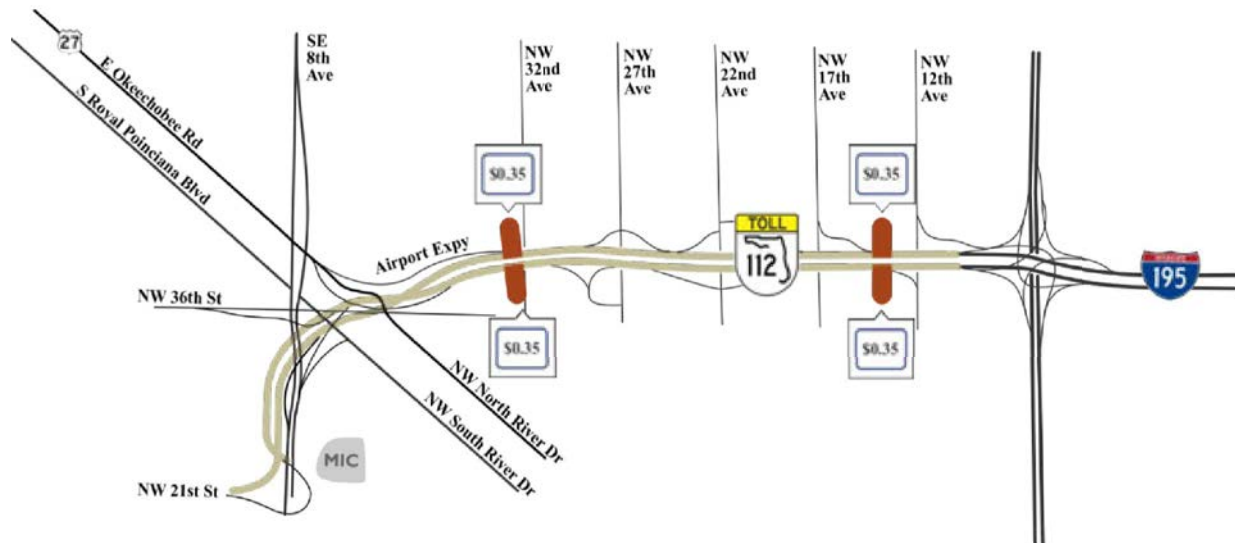 27
E Okeechobee Rd
S Royal Poinciana Blvd
SE
8th
Ave
NW
32nd
Ave
NW
27th
Ave
NW
22nd
Ave
NW
17th
Ave
NW
12th
Ave
$0.35
$0.35
Airport Expy
TOLL
112
195
NW 36th St
$0.35
$0.35
NW North River Dr
NW South River Dr
MIC
NW 21st St